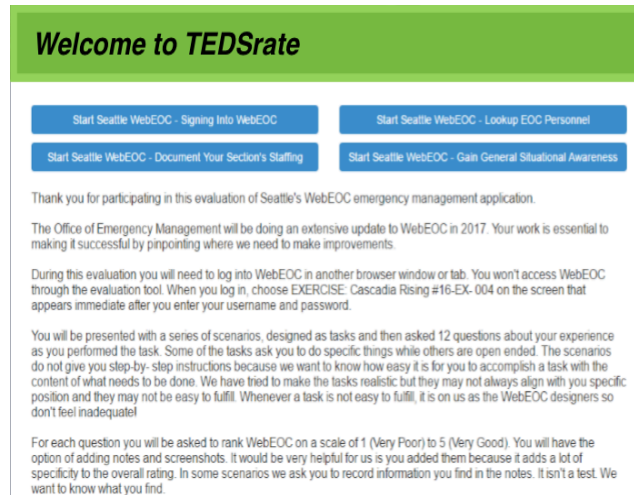 Welcome to TEDSrate
Start Seattle WebEOC - Signing Into WebEOC
Start Seattle WebEOC - Lookup EOC Personnel
Start Seattle WebEOC - Document Your Section's Staffing
Start Seattle WebEOC - Gain General Situational Awareness
Thank you for participating in this evaluation of Seattle's WebEOC emergency management application.
The Office of Emergency Management will be doing an extensive update to WebEOC in 2017. Your work is essential to
making it successful by pinpointing where we need to make improvements.
During this evaluation you will need to log into WebEOC in another browser window or tab. You won't access WebEOC
through the evaluation tool. When you log in, choose EXERCISE: Cascadia Rising #16-EX- 004 on the screen that
appears immediate after you enter your username and password.
You will be presented with a series of scenarios, designed as tasks and then asked 12 questions about your experience
as you performed the task. Some of the tasks ask you to do specific things while others are open ended. The scenarios
do not give you step-by- step instructions because we want to know how easy it is for you to accomplish a task with the
content of what needs to be done. We have tried to make the tasks realistic but they may not always align with you specific
position and they may not be easy to fulfill. Whenever a task is not easy to fulfill, it is on us as the WebEOC designers so
don't feel inadequate!
For each question you will be asked to rank WebEOC on a scale of 1 (Very Poor) to 5 (Very Good). You will have the
option of adding notes and screenshots. It would be very helpful for us is you added them because it adds a lot of
specificity to the overall rating. In some scenarios we ask you to record information you find in the notes. It isn't a test. We
want to know what you find.